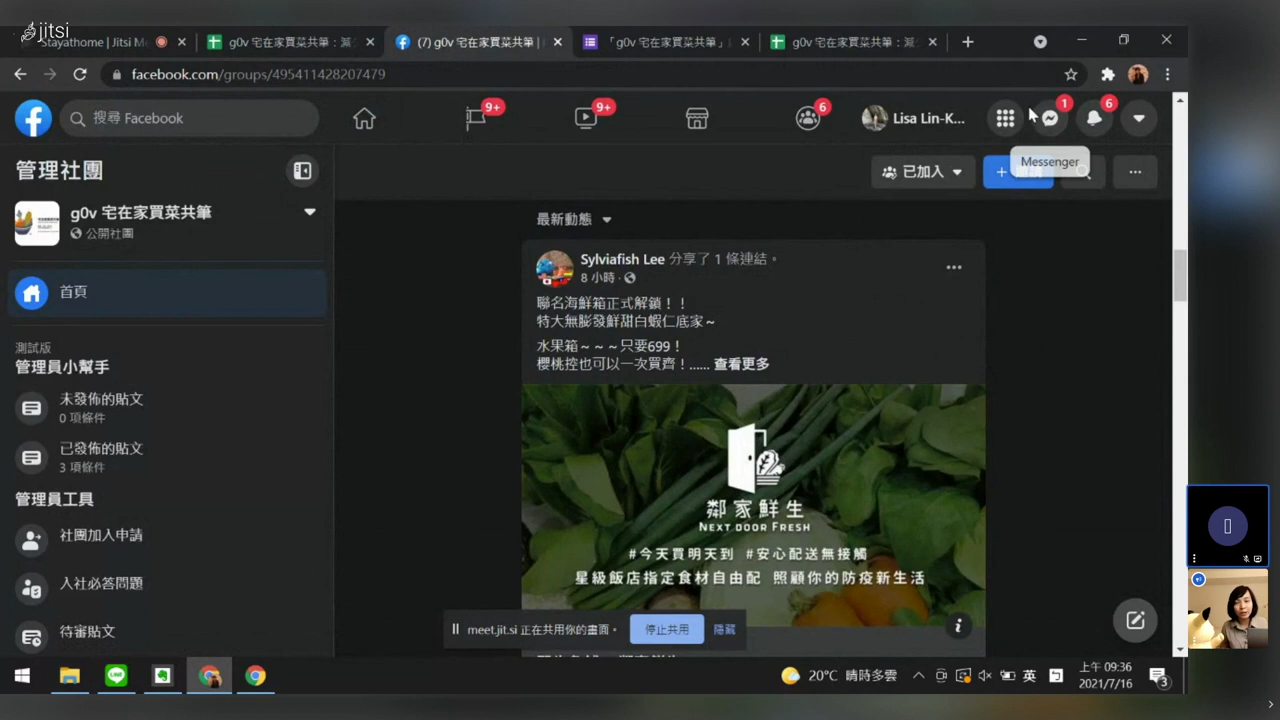 jitsi
Stayathome | Jitsi Me
g0v 宅在家買菜共筆：減
(7) g0v 宅在家買菜共筆 |
「g0v 宅在家買菜共筆」
g0v 宅在家買菜共筆：減
facebook.com/groups/495411428207479
搜尋 Facebook
9+
9+
6
Lisa Lin-K...
1
6
管理社團
已加入
Messenger
g0v 宅在家買菜共筆
公開社團
最新動態
首頁
Sylviafish Lee 分享了 1 條連結。
8 小時
聯名海鮮箱正式解鎖！！
特大無膨發鮮甜白蝦仁底家～
水果箱～～～只要699！
櫻桃控也可以一次買齊！...... 查看更多
測試版
管理員小幫手
未發佈的貼文
0 項條件
已發佈的貼文
3 項條件
管理員工具
社團加入申請
入社必答問題
待審貼文
鄰家鮮生
NEXT DOOR FRESH
#今天買明天到 #安心配送無接觸
星級飯店指定食材自由配 照顧你的防疫新生活
meet.jit.si 正在共用你的畫面。
停止共用
隱藏
20°C 晴時多雲
英
上午 09:36
2021/7/16
3